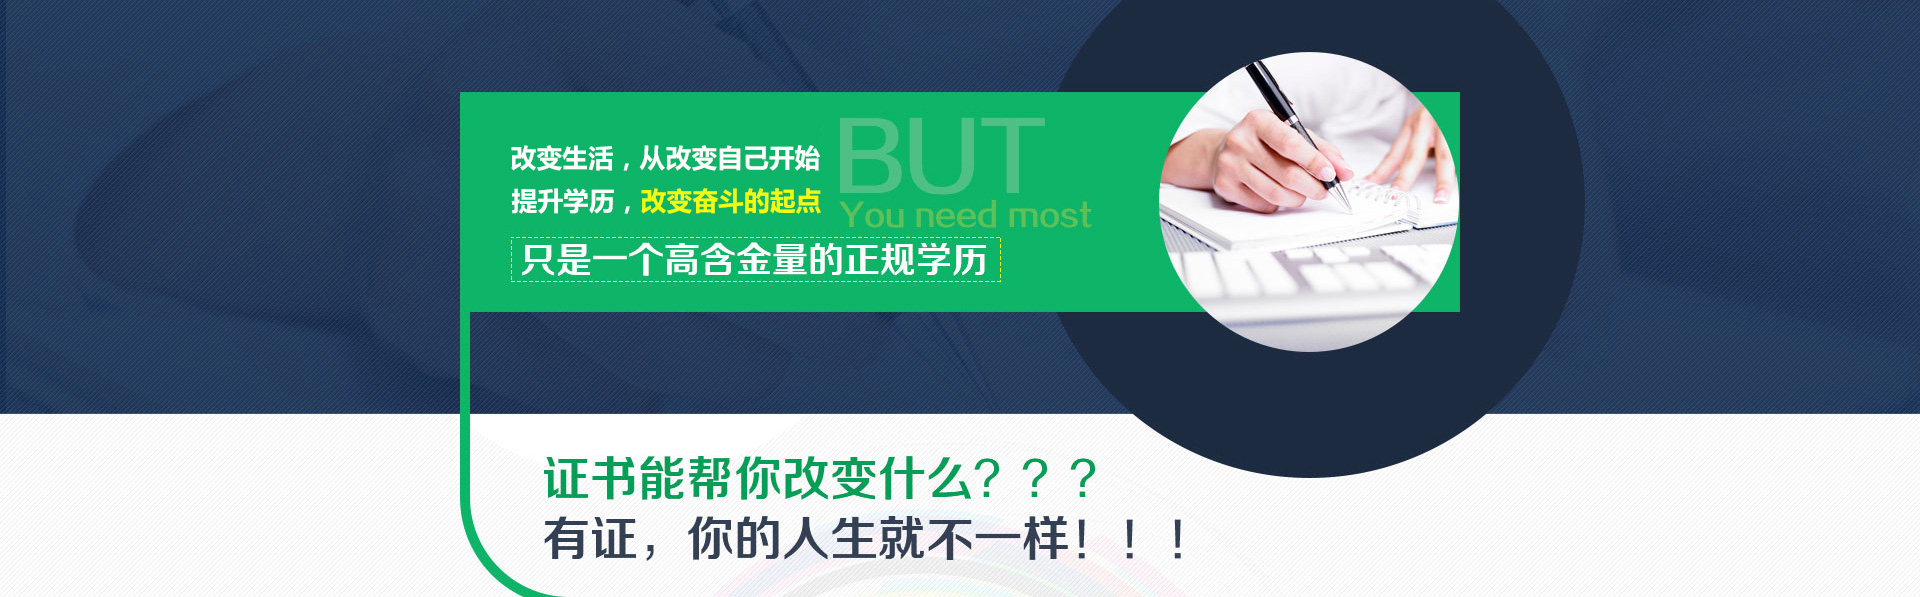 改变生活，从改变自己开始
提升学历，改变奋斗的起点
BUT
You need most
只是一个高含金量的正规学历
证书能帮你改变什么？？？
有证，你的人生就不一样！！！